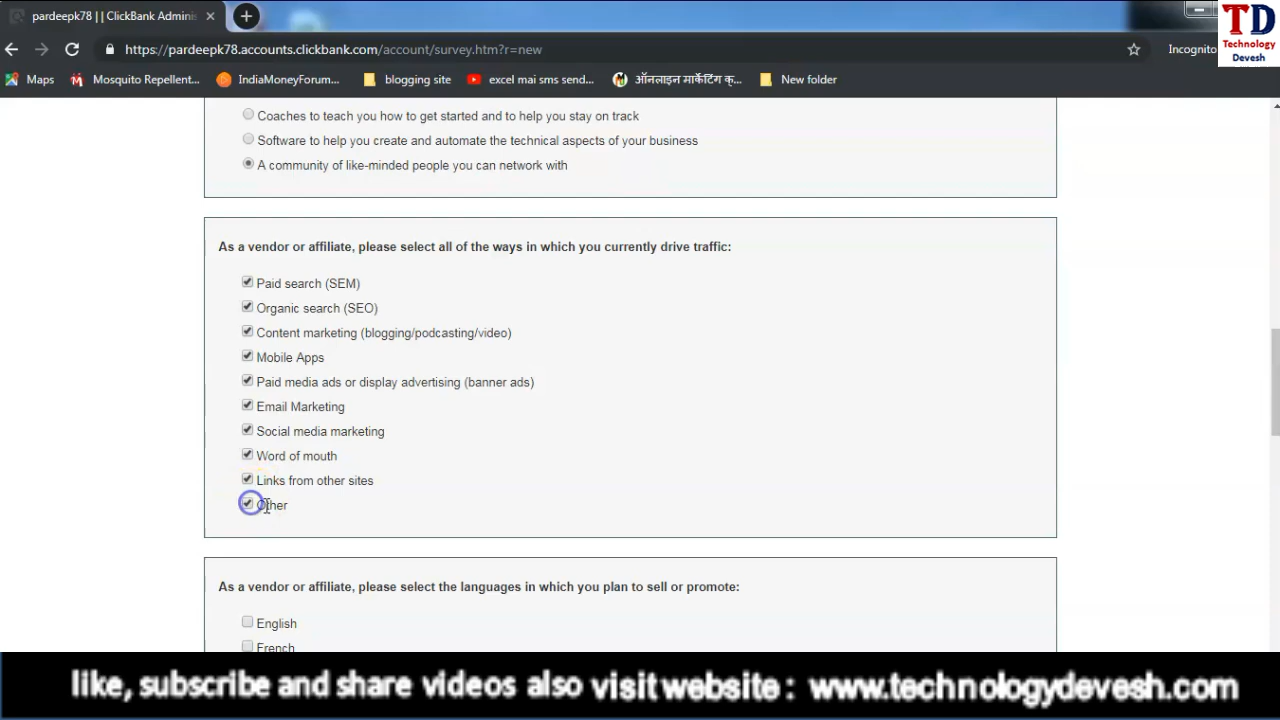 pardeepk78 || ClickBank Adminis
TD
Technology
Devesh
https://pardeepk78.accounts.clickbank.com/account/survey.htm?r=new
Incognito
Maps
Mosquito Repellent...
IndiaMoneyForum...
blogging site
excel mai sms send...
ऑनलाइन मार्केटिंग क्...
New folder
Coaches to teach you how to get started and to help you stay on track
Software to help you create and automate the technical aspects of your business
A community of like-minded people you can network with
As a vendor or affiliate, please select all of the ways in which you currently drive traffic:
Paid search (SEM)
Organic search (SEO)
Content marketing (blogging/podcasting/video)
Mobile Apps
Paid media ads or display advertising (banner ads)
Email Marketing
Social media marketing
Word of mouth
Links from other sites
Other
As a vendor or affiliate, please select the languages in which you plan to sell or promote:
English
French
like, subscribe and share videos also visit website : www.technologydevesh.com